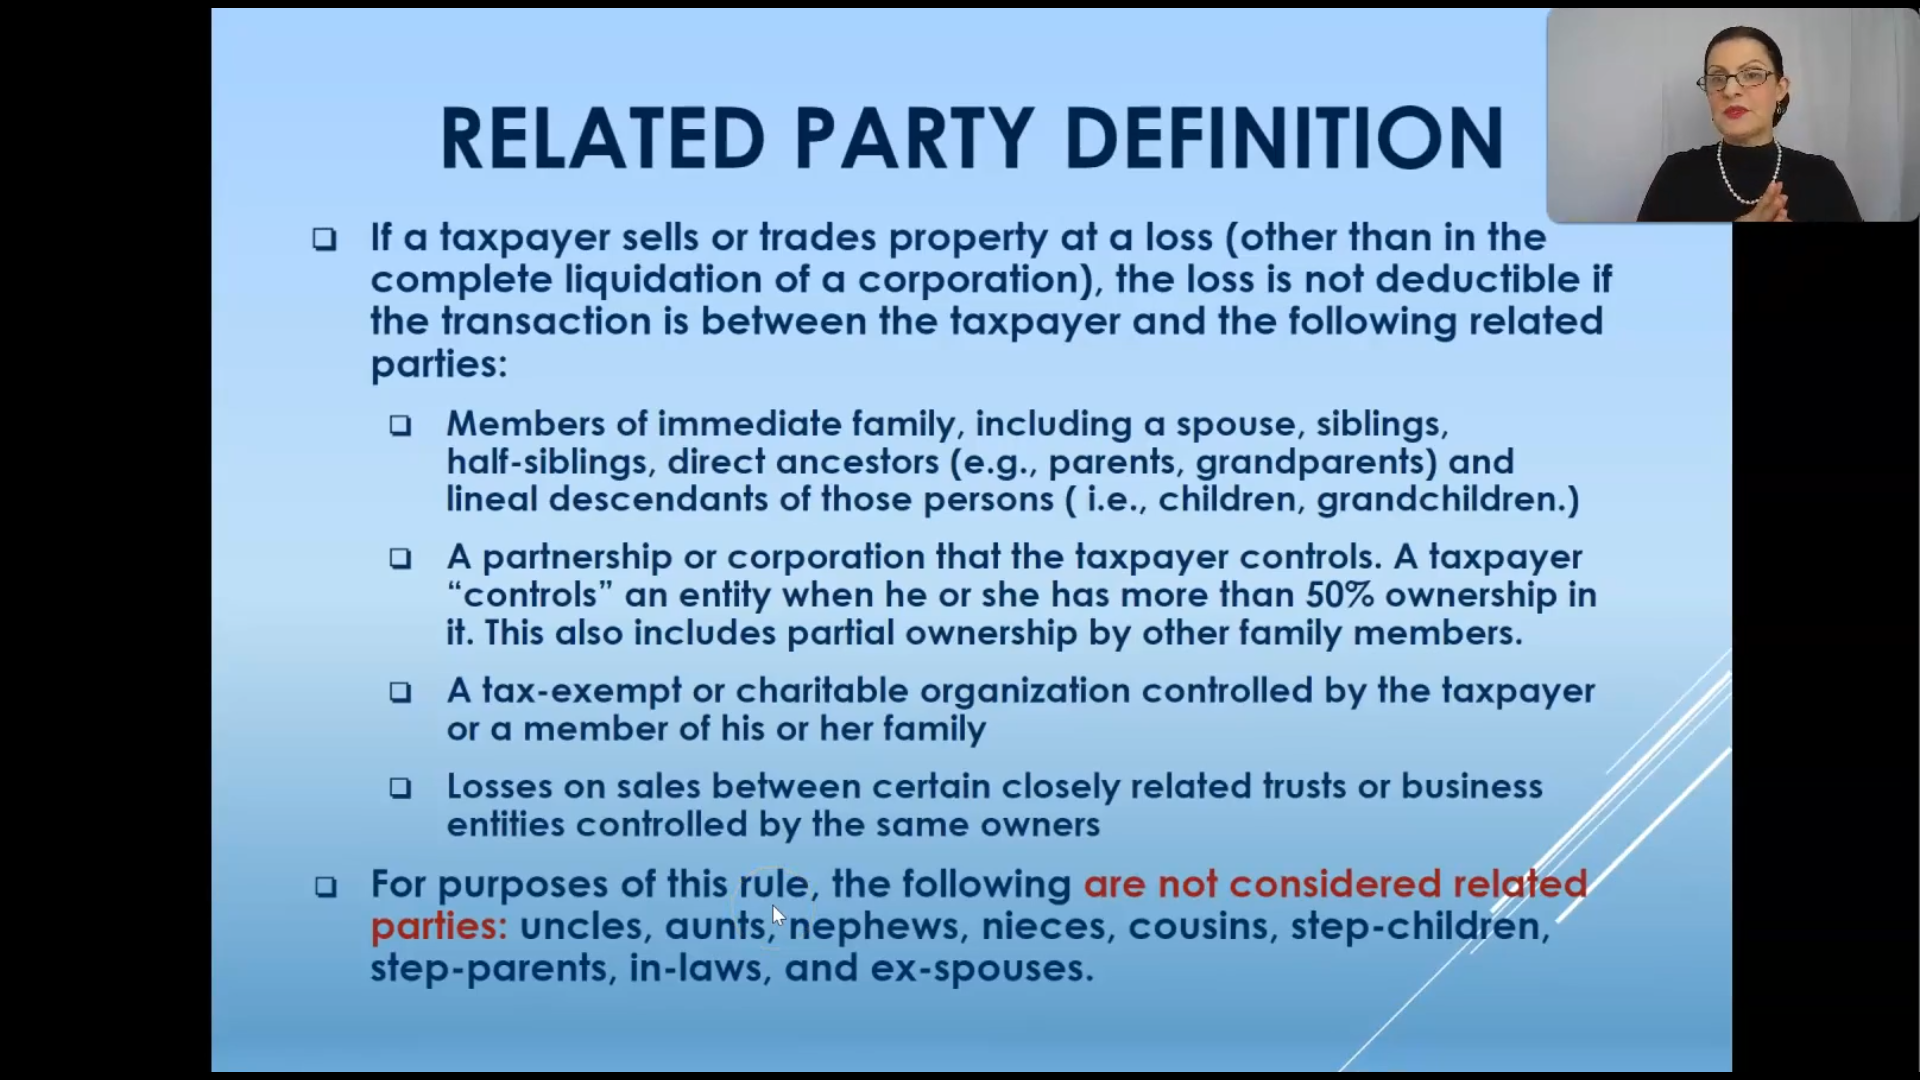 RELATED PARTY DEFINITION
If a taxpayer sells or trades property at a loss (other than in the
complete liquidation of a corporation), the loss is not deductible if
the transaction is between the taxpayer and the following related
parties:
Members of immediate family, including a spouse, siblings,
half-siblings, direct ancestors (e.g., parents, grandparents) and
lineal descendants of those persons ( i.e., children, grandchildren.)
A partnership or corporation that the taxpayer controls. A taxpayer
“controls” an entity when he or she has more than 50% ownership in
it. This also includes partial ownership by other family members.
A tax-exempt or charitable organization controlled by the taxpayer
or a member of his or her family
Losses on sales between certain closely related trusts or business
entities controlled by the same owners
For purposes of this rule, the following are not considered related
parties: uncles, aunts, nephews, nieces, cousins, step-children,
step-parents, in-laws, and ex-spouses.